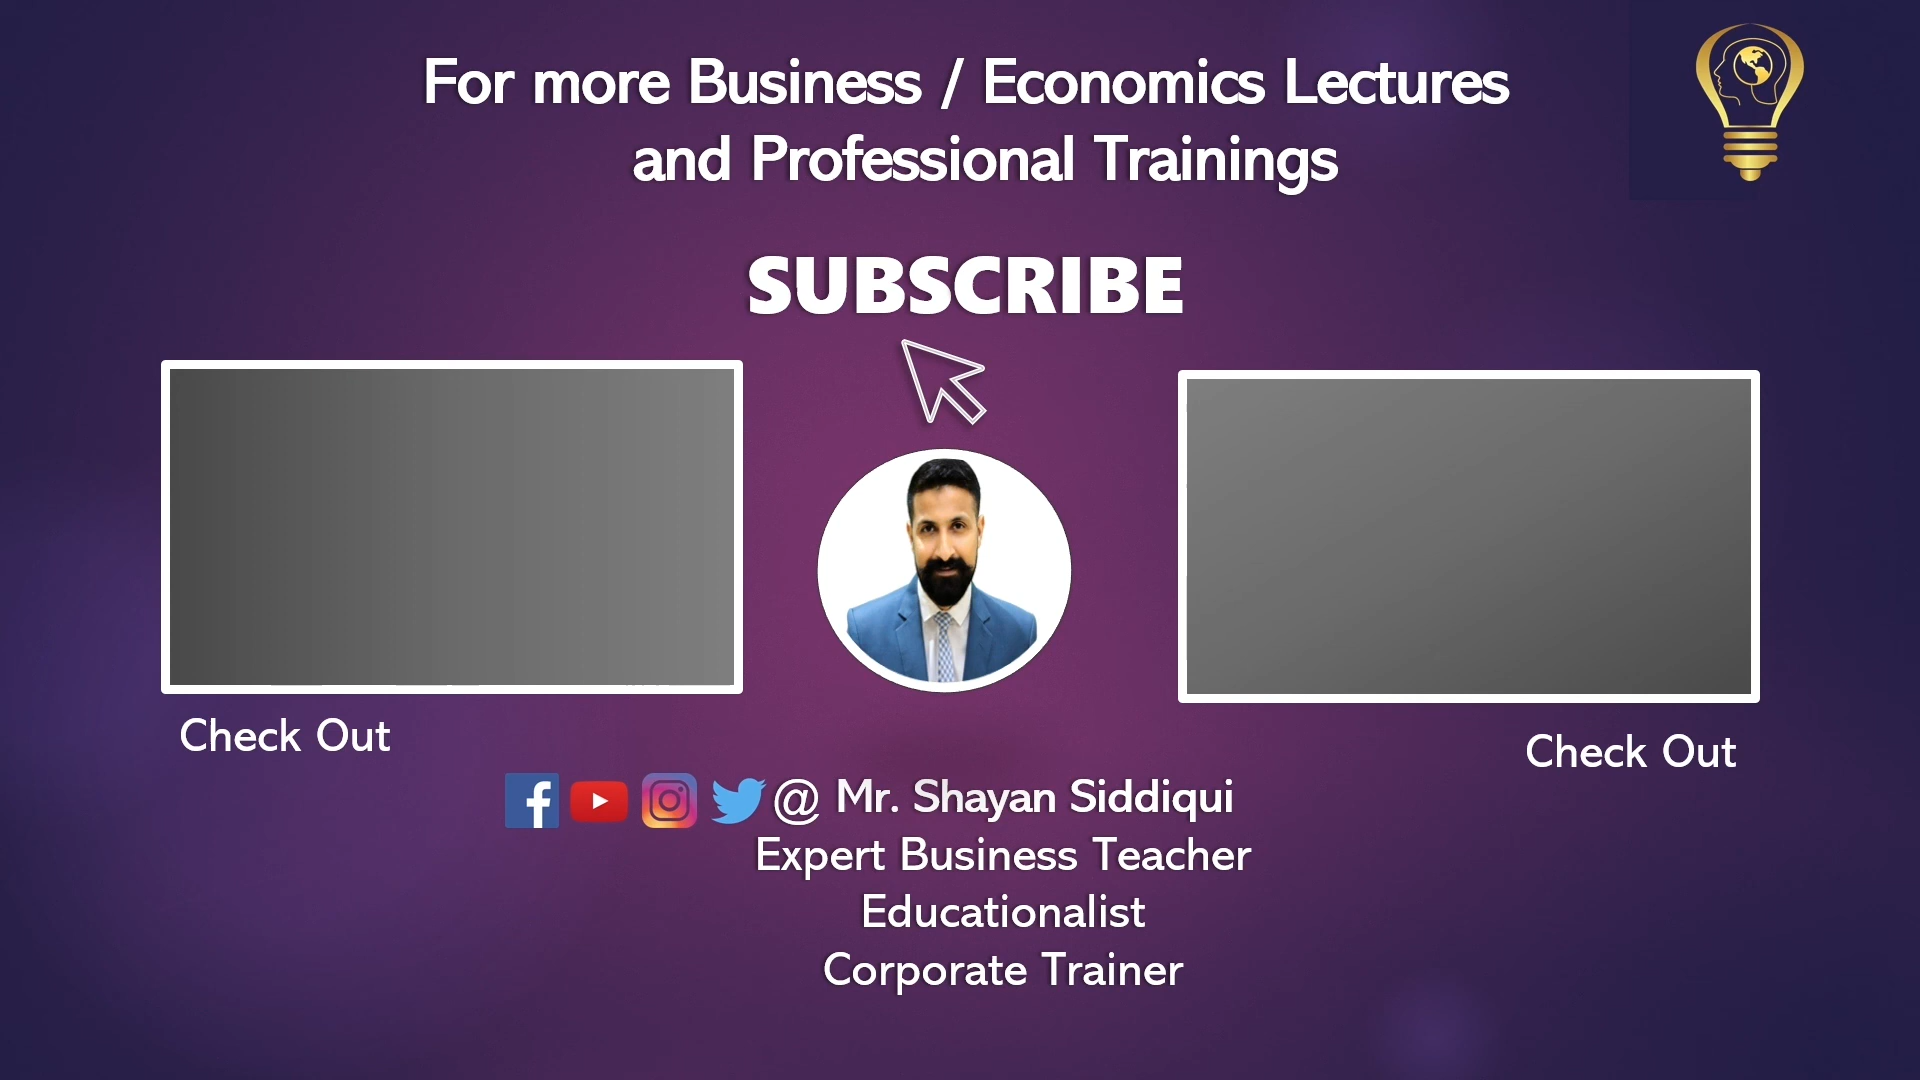 For more Business / Economics Lectures
and Professional Trainings
SUBSCRIBE
Check Out
Check Out
@ Mr. Shayan Siddiqui
Expert Business Teacher
Educationalist
Corporate Trainer